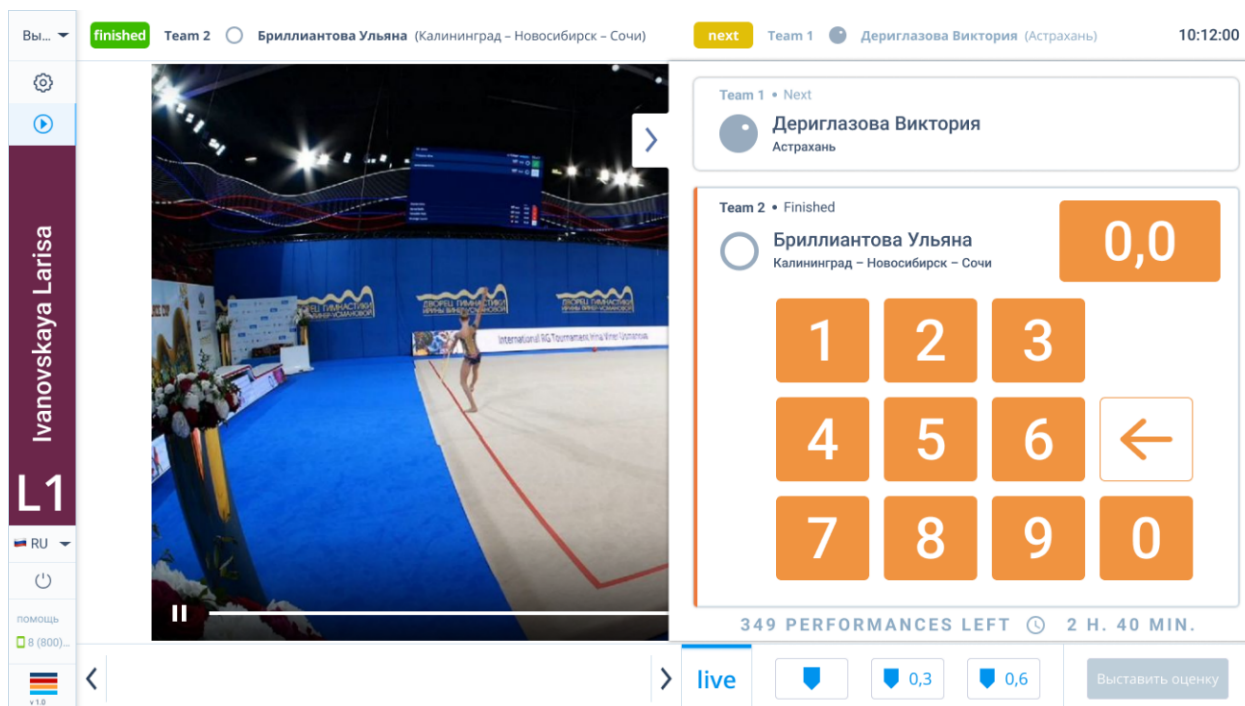 Вы...
finished Team 2 Бриллиантова Ульяна (Калининград – Новосибирск – Сочи)
next Team 1 Дериглазова Виктория (Астрахань)
10:12:00
Ivanovskaya Larisa
L1
RU
помощь
8 (800)...
v 1.0
ДВОРЕЦ ГИМНАСТИКИ
ИРИНЫ ВИНЕР-УСМАНОВОЙ
International RG Tournament Irina Viner-Usmanova
Team 1 • Next
Дериглазова Виктория
Астрахань
Team 2 • Finished
Бриллиантова Ульяна
Калининград – Новосибирск – Сочи
0,0
1 2 3
4 5 6
7 8 9 0
349 PERFORMANCES LEFT 2 H. 40 MIN.
live 0,3 0,6 Выставить оценку